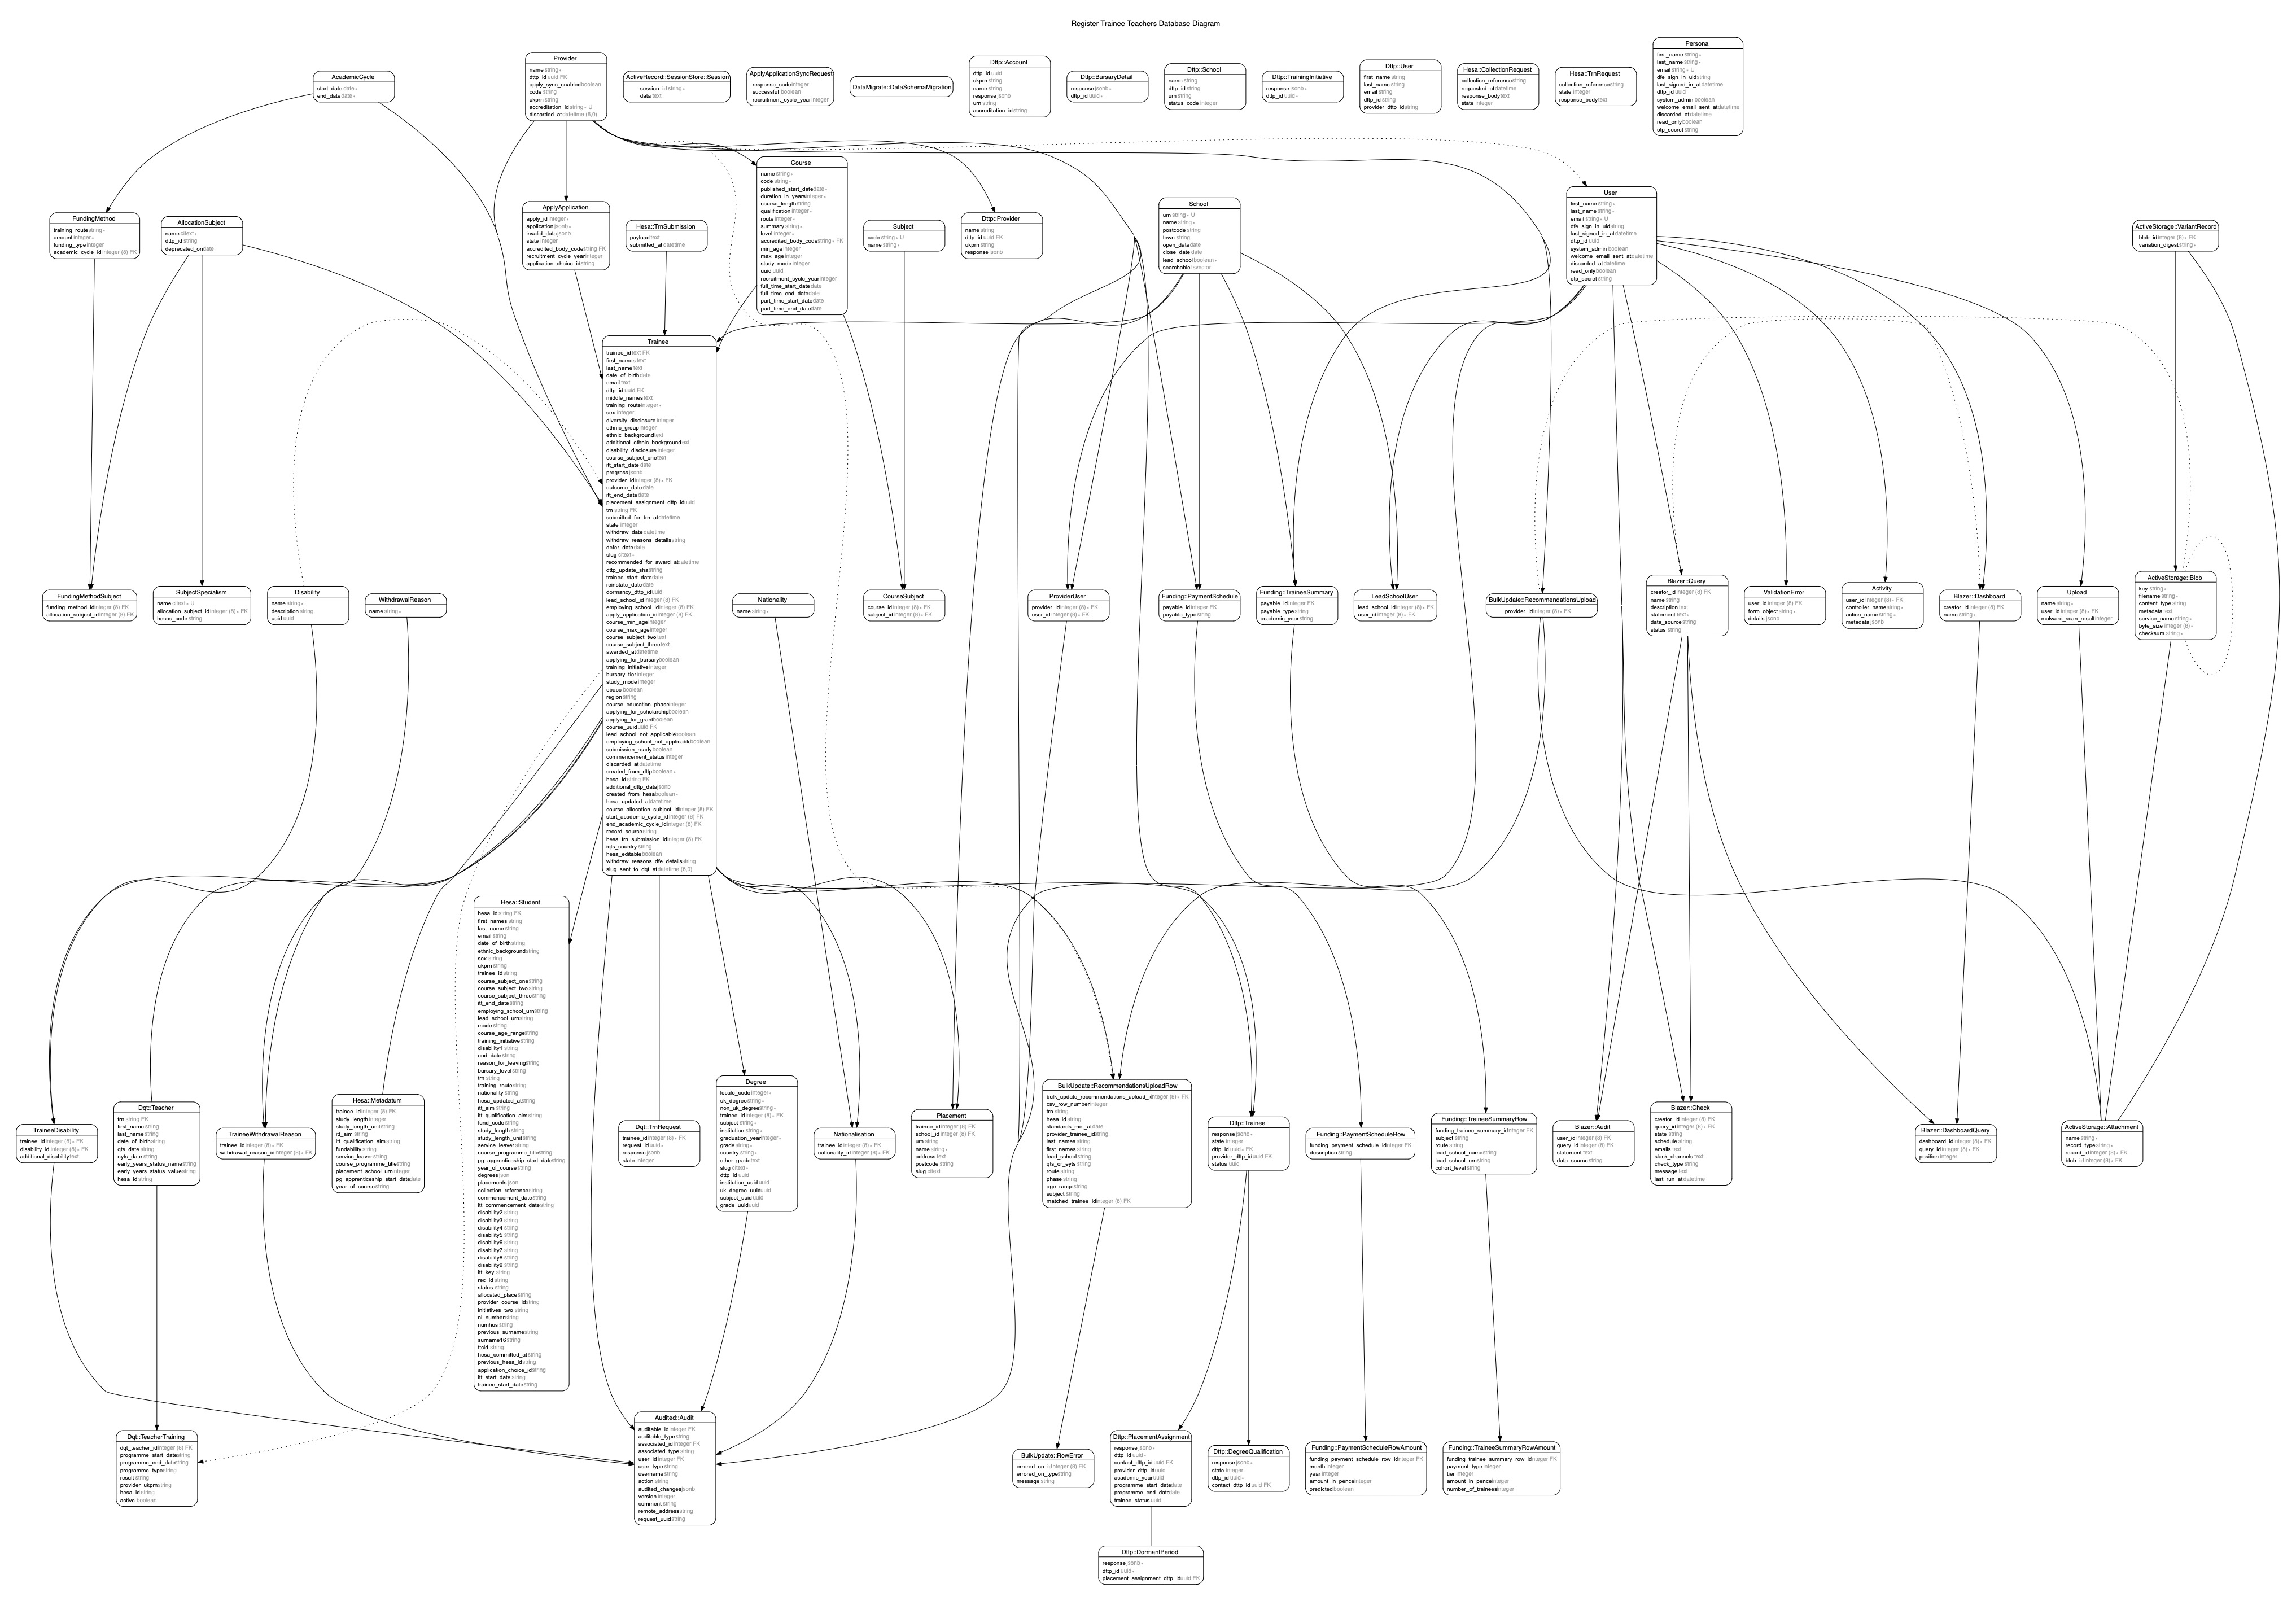 Register Trainee Teachers Database Diagram
AcademicCycle
start_date date ∗
end_date date ∗
Provider
name string ∗
dttp_id uuid FK
apply_sync_enabled boolean
code string
ukprn string
accreditation_id string ∗ U
discarded_at datetime (6,0)
ActiveRecord::SessionStore::Session
session_id string ∗
data text
ApplyApplicationSyncRequest
response_code integer
successful boolean
recruitment_cycle_year integer
DataMigrate::DataSchemaMigration
Dttp::Account
dttp_id uuid
ukprn string
name string
response jsonb
urn string
accreditation_id string
Dttp::BursaryDetail
response jsonb ∗
dttp_id uuid ∗
Dttp::School
name string
dttp_id string
urn string
status_code integer
Dttp::TrainingInitiative
response jsonb ∗
dttp_id uuid ∗
Dttp::User
first_name string
last_name string
email string
dttp_id string
provider_dttp_id string
Hesa::CollectionRequest
collection_reference string
requested_at datetime
response_body text
state integer
Hesa::TrnRequest
collection_reference string
state integer
response_body text
Persona
first_name string ∗
last_name string ∗
email string ∗ U
dfe_sign_in_uid string
last_signed_in_at datetime
dttp_id uuid
system_admin boolean
welcome_email_sent_at datetime
discarded_at datetime
read_only boolean
otp_secret string
FundingMethod
training_route string ∗
amount integer ∗
funding_type integer
academic_cycle_id integer (8) FK
AllocationSubject
name citext ∗
dttp_id string
deprecated_on date
ApplyApplication
apply_id integer ∗
application jsonb ∗
invalid_data jsonb
state integer
accredited_body_code string FK
recruitment_cycle_year integer
application_choice_id string
Hesa::TrnSubmission
payload text
submitted_at datetime
Course
name string ∗
code string ∗
published_start_date date ∗
duration_in_years integer ∗
course_length string
qualification integer ∗
route integer ∗
summary string ∗
level integer ∗
accredited_body_code string ∗ FK
min_age integer
max_age integer
study_mode integer
uuid uuid
recruitment_cycle_year integer
full_time_start_date date
full_time_end_date date
part_time_start_date date
part_time_end_date date
Subject
code string ∗ U
name string ∗
Dttp::Provider
name string
dttp_id uuid FK
ukprn string
response jsonb
School
urn string ∗ U
name string ∗
postcode string
town string
open_date date
close_date date
lead_school boolean ∗
searchable tsvector
User
first_name string ∗
last_name string ∗
email string ∗ U
dfe_sign_in_uid string
last_signed_in_at datetime
dttp_id uuid
system_admin boolean
welcome_email_sent_at datetime
discarded_at datetime
read_only boolean
otp_secret string
ActiveStorage::VariantRecord
blob_id integer (8) ∗ FK
variation_digest string ∗
Trainee
trainee_id text FK
first_names text
last_name text
date_of_birth date
email text
dttp_id uuid FK
middle_names text
training_route integer ∗
sex integer
diversity_disclosure integer
ethnic_group integer
ethnic_background text
additional_ethnic_background text
disability_disclosure integer
course_subject_one text
itt_start_date date
progress jsonb
provider_id integer (8) ∗ FK
outcome_date date
itt_end_date date
placement_assignment_dttp_id uuid
trn string FK
submitted_for_trn_at datetime
state integer
withdraw_date datetime
withdraw_reasons_details string
defer_date date
slug citext ∗
recommended_for_award_at datetime
dttp_update_sha string
trainee_start_date date
reinstate_date date
dormancy_dttp_id uuid
lead_school_id integer (8) FK
employing_school_id integer (8) FK
apply_application_id integer (8) FK
course_min_age integer
course_max_age integer
course_subject_two text
course_subject_three text
awarded_at datetime
applying_for_bursary boolean
training_initiative integer
bursary_tier integer
study_mode integer
ebacc boolean
region string
course_education_phase integer
applying_for_scholarship boolean
applying_for_grant boolean
course_uuid uuid FK
lead_school_not_applicable boolean
employing_school_not_applicable boolean
submission_ready boolean
commencement_status integer
discarded_at datetime
created_from_dttp boolean ∗
hesa_id string FK
additional_dttp_data jsonb
created_from_hesa boolean ∗
hesa_updated_at datetime
course_allocation_subject_id integer (8) FK
start_academic_cycle_id integer (8) FK
end_academic_cycle_id integer (8) FK
record_source string
hesa_trn_submission_id integer (8) FK
iqts_country string
hesa_editable boolean
withdraw_reasons_dfe_details string
slug_sent_to_dqt_at datetime (6,0)
FundingMethodSubject
funding_method_id integer (8) FK
allocation_subject_id integer (8) FK
SubjectSpecialism
name citext ∗ U
allocation_subject_id integer (8) ∗ FK
hecos_code string
Disability
name string ∗
description string
uuid uuid
WithdrawalReason
name string ∗
Nationality
name string ∗
CourseSubject
course_id integer (8) ∗ FK
subject_id integer (8) ∗ FK
ProviderUser
provider_id integer (8) ∗ FK
user_id integer (8) ∗ FK
Funding::PaymentSchedule
payable_id integer FK
payable_type string
Funding::TraineeSummary
payable_id integer FK
payable_type string
academic_year string
LeadSchoolUser
lead_school_id integer (8) ∗ FK
user_id integer (8) ∗ FK
BulkUpdate::RecommendationsUpload
provider_id integer (8) ∗ FK
Blazer::Query
creator_id integer (8) FK
name string
description text
statement text ∗
data_source string
status string
ValidationError
user_id integer (8) FK
form_object string ∗
details jsonb
Activity
user_id integer (8) ∗ FK
controller_name string ∗
action_name string ∗
metadata jsonb
Blazer::Dashboard
creator_id integer (8) FK
name string ∗
Upload
name string ∗
user_id integer (8) ∗ FK
malware_scan_result integer
ActiveStorage::Blob
key string ∗
filename string ∗
content_type string
metadata text
service_name string ∗
byte_size integer (8) ∗
checksum string ∗
Hesa::Student
hesa_id string FK
first_names string
last_name string
email string
date_of_birth string
ethnic_background string
sex string
ukprn string
trainee_id string
course_subject_one string
course_subject_two string
course_subject_three string
itt_end_date string
employing_school_urn string
lead_school_urn string
mode string
course_age_range string
training_initiative string
disability1 string
end_date string
reason_for_leaving string
bursary_level string
trn string
training_route string
nationality string
hesa_updated_at string
itt_aim string
itt_qualification_aim string
fund_code string
study_length string
study_length_unit string
service_leaver string
course_programme_title string
pg_apprenticeship_start_date string
year_of_course string
degrees json
placements json
collection_reference string
commencement_date string
itt_commencement_date string
disability2 string
disability3 string
disability4 string
disability5 string
disability6 string
disability7 string
disability8 string
disability9 string
itt_key string
rec_id string
status string
allocated_place string
provider_course_id string
initiatives_two string
ni_number string
numhus string
previous_surname string
surname16 string
ttcid string
hesa_committed_at string
previous_hesa_id string
application_choice_id string
itt_start_date string
trainee_start_date string
TraineeDisability
trainee_id integer (8) ∗ FK
disability_id integer (8) ∗ FK
additional_disability text
Dqt::Teacher
trn string FK
first_name string
last_name string
date_of_birth string
qts_date string
eyts_date string
early_years_status_name string
early_years_status_value string
hesa_id string
TraineeWithdrawalReason
trainee_id integer (8) ∗ FK
withdrawal_reason_id integer (8) ∗ FK
Hesa::Metadatum
trainee_id integer (8) FK
study_length integer
study_length_unit string
itt_aim string
itt_qualification_aim string
fundability string
service_leaver string
course_programme_title string
placement_school_urn integer
pg_apprenticeship_start_date date
year_of_course string
Dqt::TrnRequest
trainee_id integer (8) ∗ FK
request_id uuid ∗
response jsonb
state integer
Degree
locale_code integer ∗
uk_degree string ∗
non_uk_degree string ∗
trainee_id integer (8) ∗ FK
subject string ∗
institution string ∗
graduation_year integer ∗
grade string ∗
country string ∗
other_grade text
slug citext ∗
dttp_id uuid
institution_uuid uuid
uk_degree_uuid uuid
subject_uuid uuid
grade_uuid uuid
Nationalisation
trainee_id integer (8) ∗ FK
nationality_id integer (8) ∗ FK
Placement
trainee_id integer (8) FK
school_id integer (8) FK
urn string
name string ∗
address text
postcode string
slug citext
BulkUpdate::RecommendationsUploadRow
bulk_update_recommendations_upload_id integer (8) ∗ FK
csv_row_number integer
trn string
hesa_id string
standards_met_at date
provider_trainee_id string
last_names string
first_names string
lead_school string
qts_or_eyts string
route string
phase string
age_range string
subject string
matched_trainee_id integer (8) FK
Dttp::Trainee
response jsonb ∗
state integer
dttp_id uuid ∗ FK
provider_dttp_id uuid FK
status uuid
Funding::PaymentScheduleRow
funding_payment_schedule_id integer FK
description string
Funding::TraineeSummaryRow
funding_trainee_summary_id integer FK
subject string
route string
lead_school_name string
lead_school_urn string
cohort_level string
Blazer::Audit
user_id integer (8) FK
query_id integer (8) FK
statement text
data_source string
Blazer::Check
creator_id integer (8) FK
query_id integer (8) ∗ FK
state string
schedule string
emails text
slack_channels text
check_type string
message text
last_run_at datetime
Blazer::DashboardQuery
dashboard_id integer (8) ∗ FK
query_id integer (8) ∗ FK
position integer
ActiveStorage::Attachment
name string ∗
record_type string ∗
record_id integer (8) ∗ FK
blob_id integer (8) ∗ FK
Dqt::TeacherTraining
dqt_teacher_id integer (8) FK
programme_start_date string
programme_end_date string
programme_type string
result string
provider_ukprn string
hesa_id string
active boolean
Audited::Audit
auditable_id integer FK
auditable_type string
associated_id integer FK
associated_type string
user_id integer FK
user_type string
username string
action string
audited_changes jsonb
version integer
comment string
remote_address string
request_uuid string
BulkUpdate::RowError
errored_on_id integer (8) FK
errored_on_type string
message string
Dttp::PlacementAssignment
response jsonb ∗
dttp_id uuid ∗
contact_dttp_id uuid FK
provider_dttp_id uuid
academic_year uuid
programme_start_date date
programme_end_date date
trainee_status uuid
Dttp::DegreeQualification
response jsonb ∗
state integer
dttp_id uuid ∗
contact_dttp_id uuid FK
Funding::PaymentScheduleRowAmount
funding_payment_schedule_row_id integer FK
month integer
year integer
amount_in_pence integer
predicted boolean
Funding::TraineeSummaryRowAmount
funding_trainee_summary_row_id integer FK
payment_type integer
tier integer
amount_in_pence integer
number_of_trainees integer
Dttp::DormantPeriod
response jsonb ∗
dttp_id uuid ∗
placement_assignment_dttp_id uuid FK